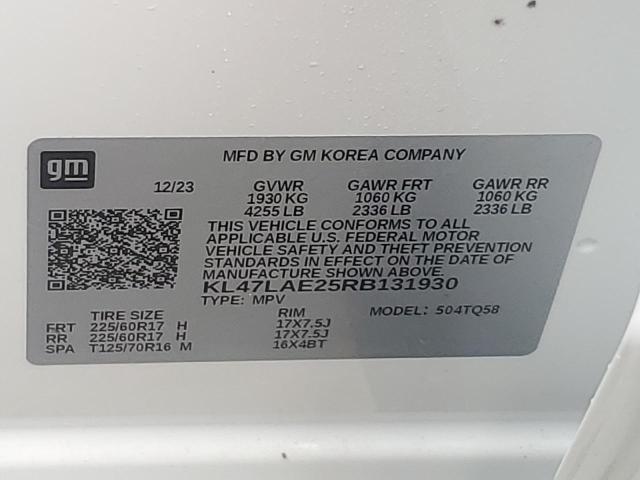 gm
MFD BY GM KOREA COMPANY
12/23 GVWR GAWR FRT GAWR RR
1930 KG 1060 KG 1060 KG
4255 LB 2336 LB 2336 LB
THIS VEHICLE CONFORMS TO ALL
APPLICABLE U.S. FEDERAL MOTOR
VEHICLE SAFETY AND THEFT PREVENTION
STANDARDS IN EFFECT ON THE DATE OF
MANUFACTURE SHOWN ABOVE.
KL47LAE25RB131930
TYPE: MPV MODEL: 504TQ58
TIRE SIZE RIM
FRT 225/60R17 H 17X7.5J
RR 225/60R17 H 17X7.5J
SPA T125/70R16 M 16X4BT